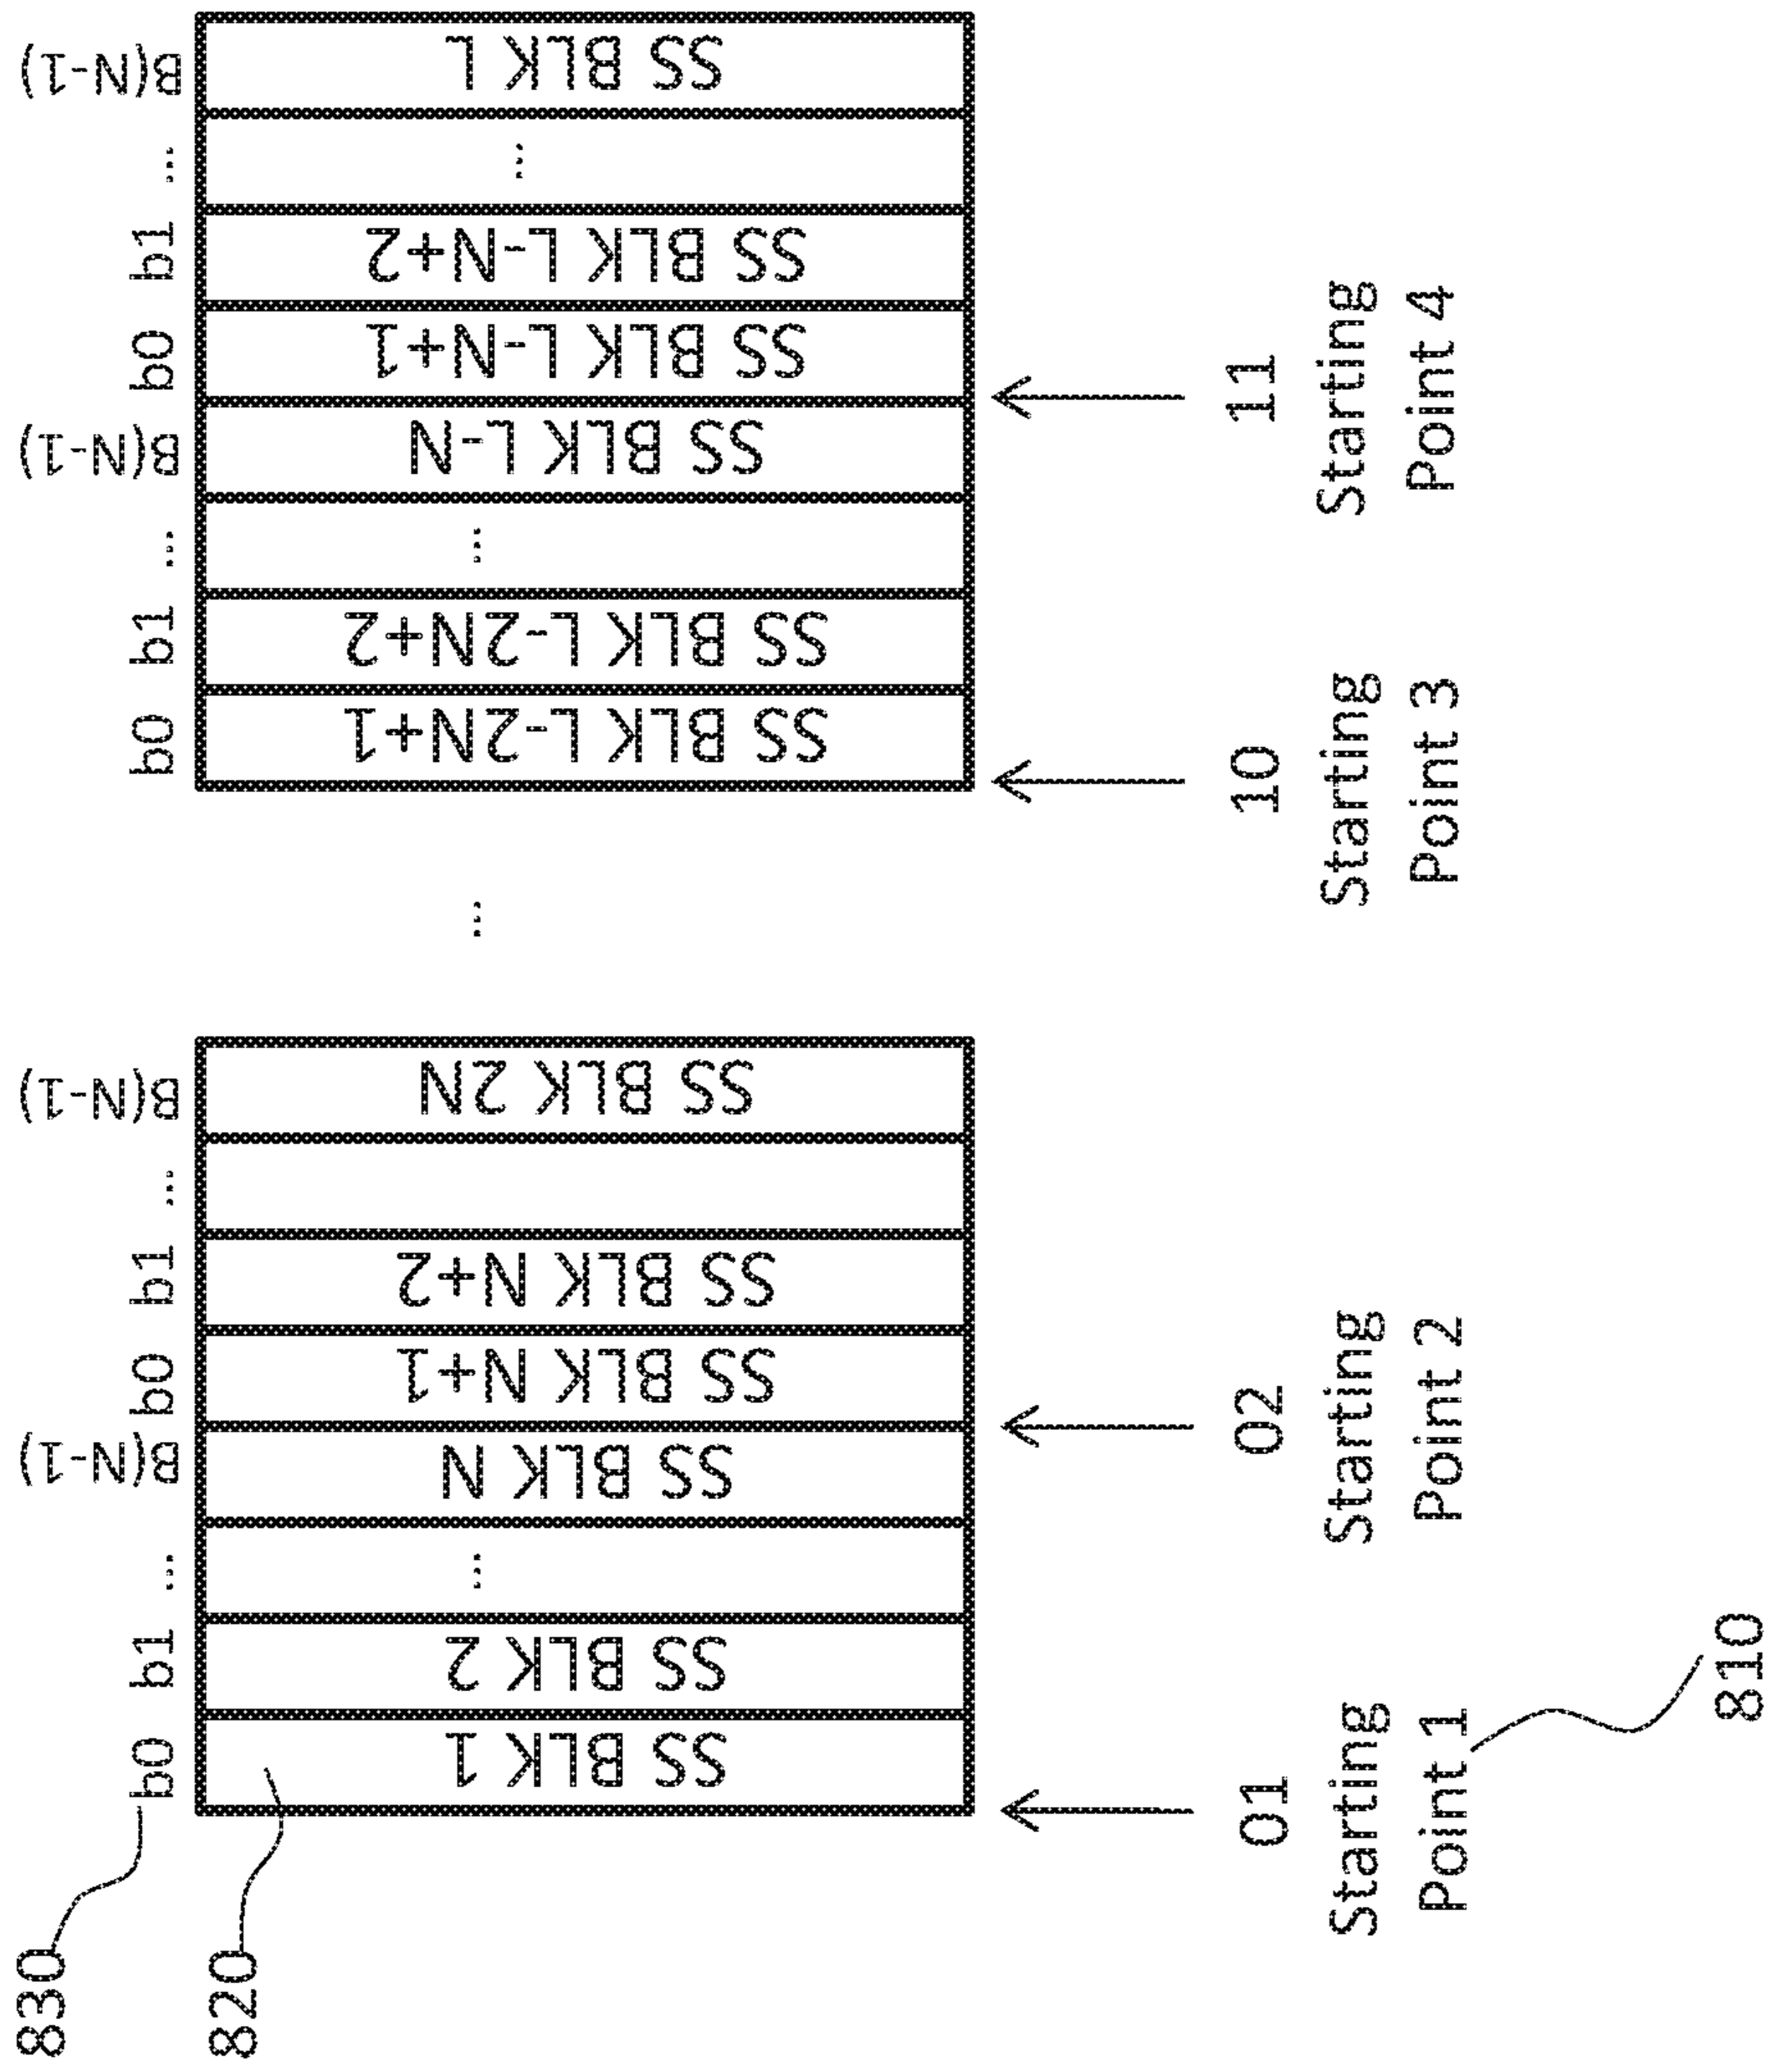 830
b0
b1
...
B(N-1)
b0
b1
...
B(N-1)
b0
b1
...
B(N-1)
b0
b1
...
B(N-1)
820
SS BLK 1
SS BLK 2
...
SS BLK N
SS BLK N+1
SS BLK N+2
SS BLK 2N
...
SS BLK L-2N+1
SS BLK L-2N+2
...
SS BLK L-N
SS BLK L-N+1
SS BLK L-N+2
...
SS BLK L
01
Starting
Point 1
02
Starting
Point 2
10
Starting
Point 3
11
Starting
Point 4
810